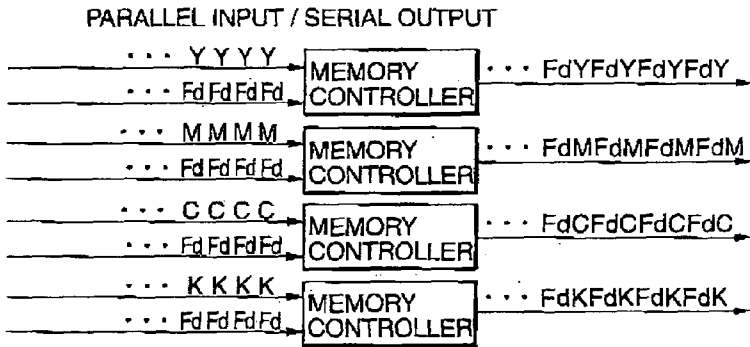 PARALLEL INPUT / SERIAL OUTPUT
··· Y Y Y Y
··· Fd Fd Fd Fd
MEMORY
CONTROLLER
··· FdYFdYFdYFdY
··· M M M M
··· Fd Fd Fd Fd
MEMORY
CONTROLLER
··· FdMFdMFdMFdM
··· C C C C
··· Fd Fd Fd Fd
MEMORY
CONTROLLER
··· FdCFdCFdCFdC
··· K K K K
··· Fd Fd Fd Fd
MEMORY
CONTROLLER
··· FdKFdKFdKFdK